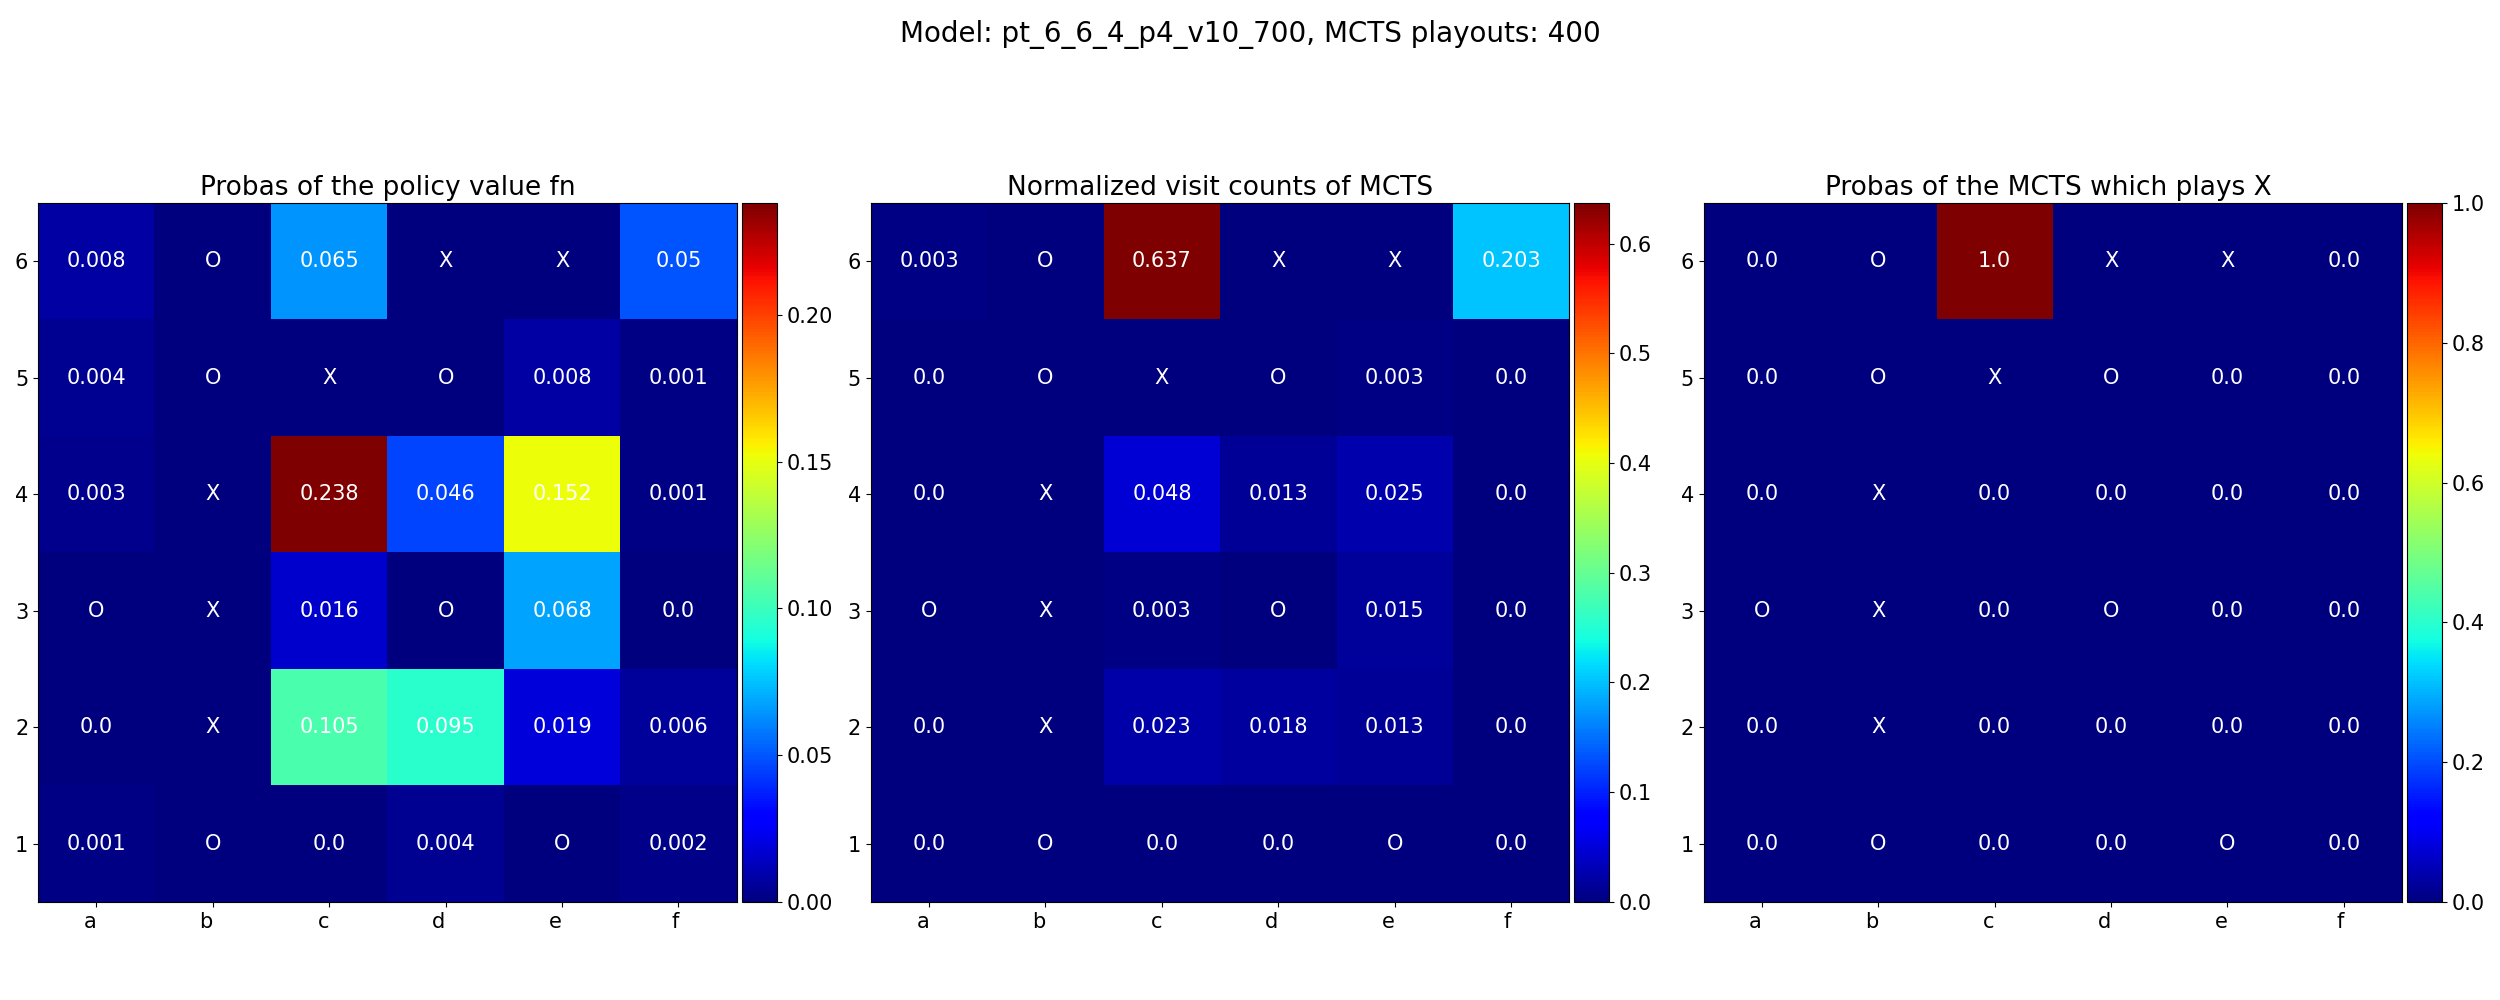 Model: pt_6_6_4_p4_v10_700, MCTS playouts: 400
Probas of the policy value fn
6 0.008 O 0.065 X X 0.05
5 0.004 O X O 0.008 0.001
4 0.003 X 0.238 0.046 0.152 0.001
3 O X 0.016 O 0.068 0.0
2 0.0 X 0.105 0.095 0.019 0.006
1 0.001 O 0.0 0.004 O 0.002
a b c d e f
0.20
0.15
0.10
0.05
0.00
Normalized visit counts of MCTS
6 0.003 O 0.637 X X 0.203
5 0.0 O X O 0.003 0.0
4 0.0 X 0.048 0.013 0.025 0.0
3 O X 0.003 O 0.015 0.0
2 0.0 X 0.023 0.018 0.013 0.0
1 0.0 O 0.0 0.0 O 0.0
a b c d e f
0.6
0.5
0.4
0.3
0.2
0.1
0.0
Probas of the MCTS which plays X
6 0.0 O 1.0 X X 0.0
5 0.0 O X O 0.0 0.0
4 0.0 X 0.0 0.0 0.0 0.0
3 O X 0.0 O 0.0 0.0
2 0.0 X 0.0 0.0 0.0 0.0
1 0.0 O 0.0 0.0 O 0.0
a b c d e f
1.0
0.8
0.6
0.4
0.2
0.0